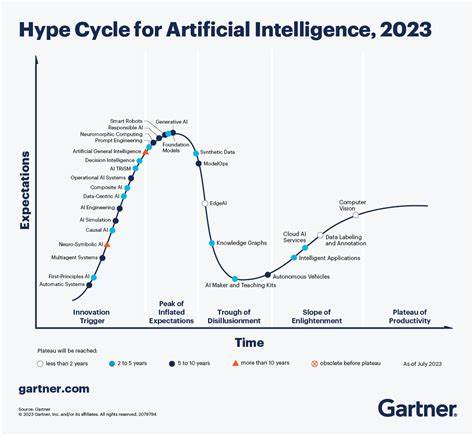 Hype Cycle for Artificial Intelligence, 2023
Expectations
Smart Robots
Responsible AI
Neuromorphic Computing
Prompt Engineering
Artificial General Intelligence
Decision Intelligence
AI TRiSM
Operational AI Systems
Composite AI
Data-Centric AI
AI Engineering
AI Simulation
Causal AI
Neuro-Symbolic AI
Multiagent Systems
First-Principles AI
Automatic Systems
Generative AI
Foundation
Models
Synthetic Data
ModelOps
EdgeAI
Knowledge Graphs
AI Maker and Teaching Kits
Autonomous Vehicles
Intelligent Applications
Cloud AI
Services
Data Labeling
and Annotation
Computer
Vision
Innovation
Trigger
Peak of
Inflated
Expectations
Trough of
Disillusionment
Slope of
Enlightenment
Plateau of
Productivity
Time
Plateau will be reached:
less than 2 years
2 to 5 years
5 to 10 years
more than 10 years
obsolete before plateau
As of July 2023
gartner.com
Source: Gartner
© 2023 Gartner, Inc. and/or its affiliates. All rights reserved. 2079794
Gartner.